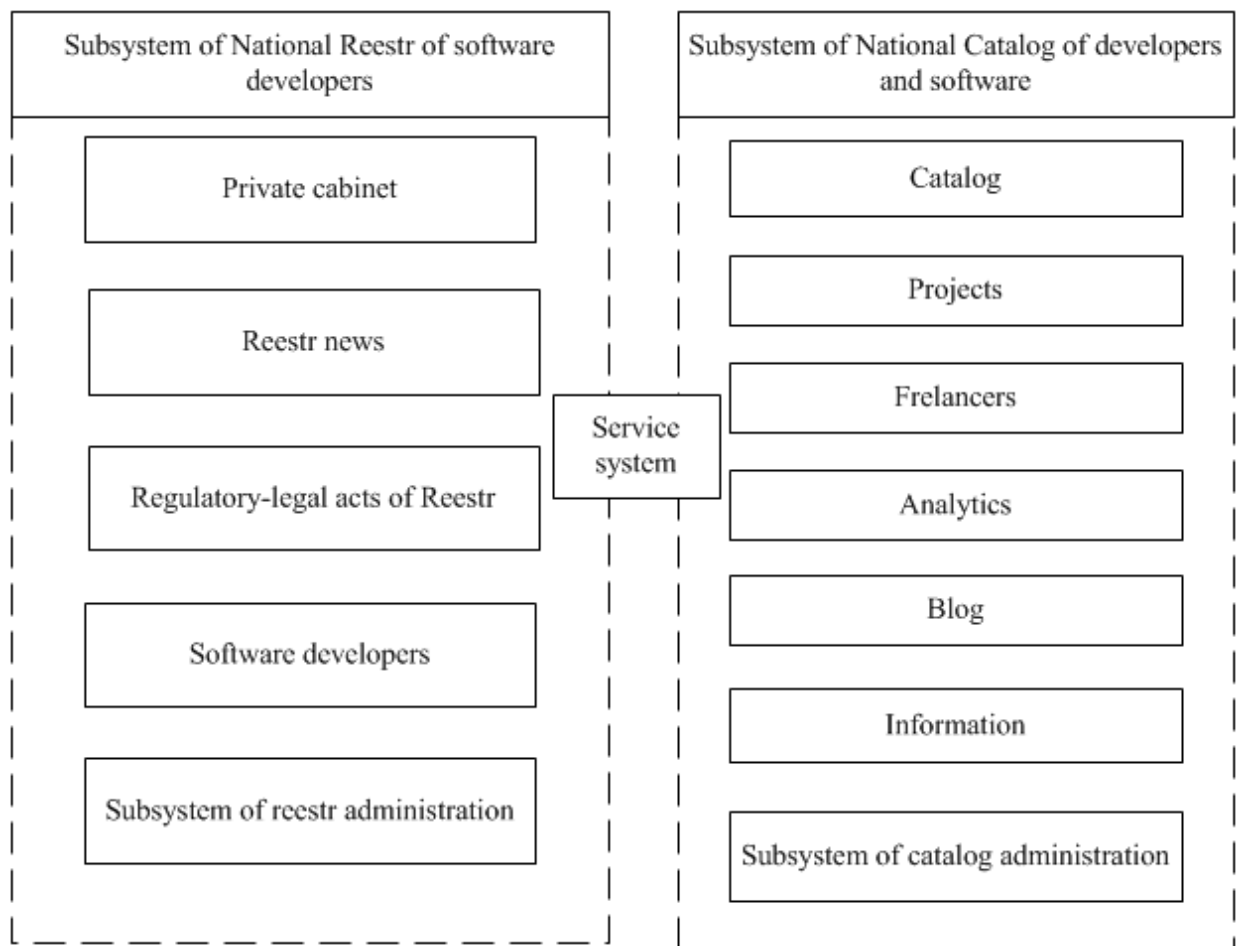 Subsystem of National Reestr of software
developers
Private cabinet
Reestr news
Regulatory-legal acts of Reestr
Software developers
Subsystem of reestr administration
Service
system
Subsystem of National Catalog of developers
and software
Catalog
Projects
Frelancers
Analytics
Blog
Information
Subsystem of catalog administration